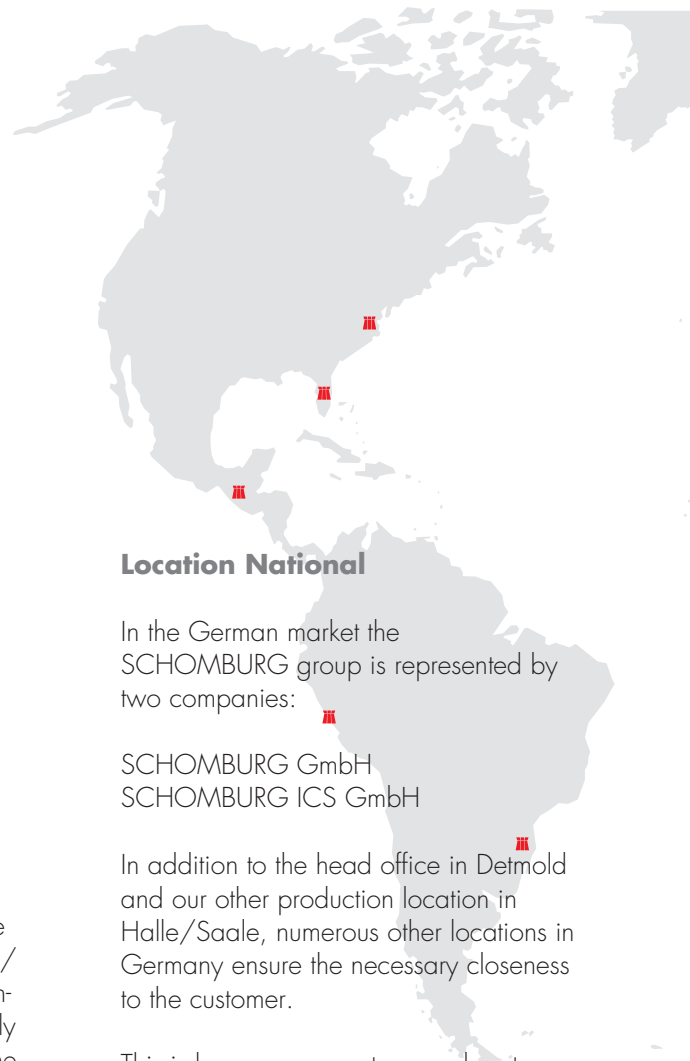 Location National
In the German market the
SCHOMBURG group is represented by
two companies:
SCHOMBURG GmbH
SCHOMBURG ICS GmbH
In addition to the head office in Detmold
and our other production location in
Halle/Saale, numerous other locations in
Germany ensure the necessary closeness
to the customer.